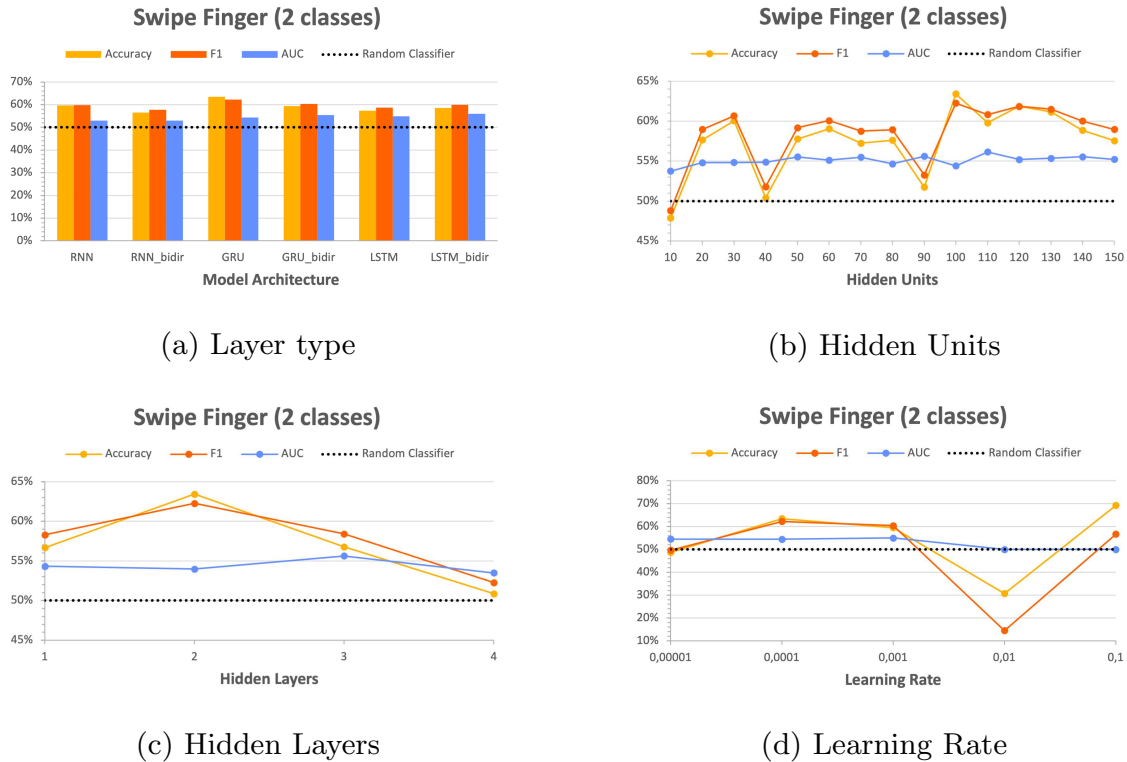 Swipe Finger (2 classes)
Accuracy F1 AUC Random Classifier
70%
60%
50%
40%
30%
20%
10%
0%
RNN RNN_bidir GRU GRU_bidir LSTM LSTM_bidir
Model Architecture
(a) Layer type
Swipe Finger (2 classes)
Accuracy F1 AUC Random Classifier
65%
60%
55%
50%
45%
10 20 30 40 50 60 70 80 90 100 110 120 130 140 150
Hidden Units
(b) Hidden Units
Swipe Finger (2 classes)
Accuracy F1 AUC Random Classifier
65%
60%
55%
50%
45%
1 2 3 4
Hidden Layers
(c) Hidden Layers
Swipe Finger (2 classes)
Accuracy F1 AUC Random Classifier
80%
70%
60%
50%
40%
30%
20%
10%
0,00001 0,0001 0,001 0,01 0,1
Learning Rate
(d) Learning Rate